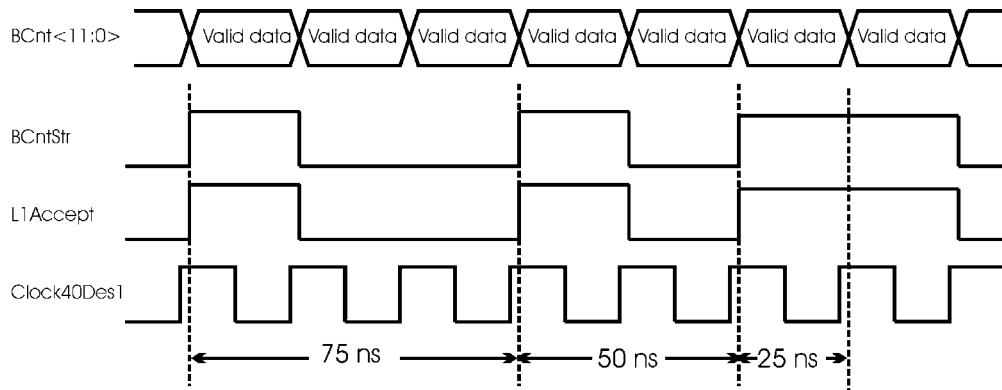 BCnt<11:0> Valid data Valid data Valid data Valid data Valid data Valid data Valid data
BCntStr
L1Accept
Clock40Des1
75 ns 50 ns 25 ns